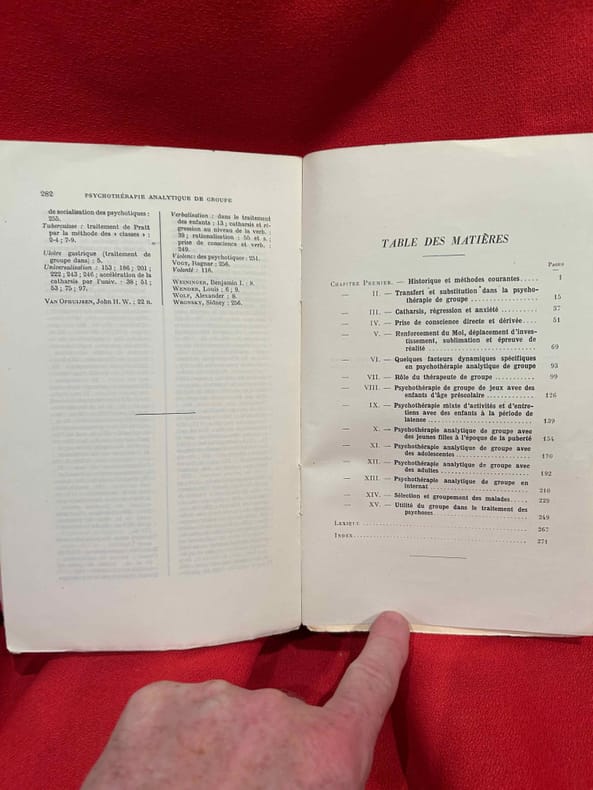 282
PSYCHOTHÉRAPIE ANALYTIQUE DE GROUPE
de socialisation des psychotiques :
255.
Tuberculose : traitement de Pratt
par la méthode des « classes » :
2-4 ; 7-9.
Ulcère gastrique (traitement de
groupe dans) : 5.
Universalisation : 153 ; 186 ; 201 ;
222 ; 243 ; 246 ; accélération de la
catharsis par l'univ. : 38 ; 51 ;
53 ; 75 ; 97.
VAN OPHUIJSEN, John H. W. : 22 n.
Verbalisation : dans le traitement
des enfants : 13 ; catharsis et ré-
gression au niveau de la verb. :
38 ; rationalisation : 55 et s ;
prise de conscience et verb.
249.
Violence des psychotiques : 251.
VOGT, Ragnar : 256.
Volonté : 116.
WEININGER, Benjamin I. : 8.
WENDER, Louis : 6 ; 9.
WOLF, Alexander : 8.
WRONSKY, Sidney : 256.
TABLE DES MATIÈRES
PAGES
CHAPITRE PREMIER. — Historique et méthodes courantes..... 1
— II. — Transfert et substitution dans la psycho-
thérapie de groupe .................. 15
— III. — Catharsis, régression et anxiété .......... 37
— IV. — Prise de conscience directe et dérivée.... 51
— V. — Renforcement du Moi, déplacement d'inves-
tissement, sublimation et épreuve de
réalité ............................ 69
— VI. — Quelques facteurs dynamiques spécifiques
en psychothérapie analytique de groupe 93
— VII. — Rôle du thérapeute de groupe ........... 99
— VIII. — Psychothérapie de groupe de jeux avec des
enfants d'âge préscolaire ............. 126
— IX. — Psychothérapie mixte d'activités et d'entre-
tiens avec des enfants à la période de
latence ............................ 139
— X. — Psychothérapie analytique de groupe avec
des jeunes filles à l'époque de la puberté 154
— XI. — Psychothérapie analytique de groupe avec
des adolescentes ..................... 170
— XII. — Psychothérapie analytique de groupe avec
des adultes ......................... 192
— XIII. — Psychothérapie analytique de groupe en
internat ............................ 210
— XIV. — Sélection et groupement des malades..... 229
— XV. — Utilité du groupe dans le traitement des
psychoses .......................... 249
LEXIQUE ........................................ 267
INDEX.......................................... 271